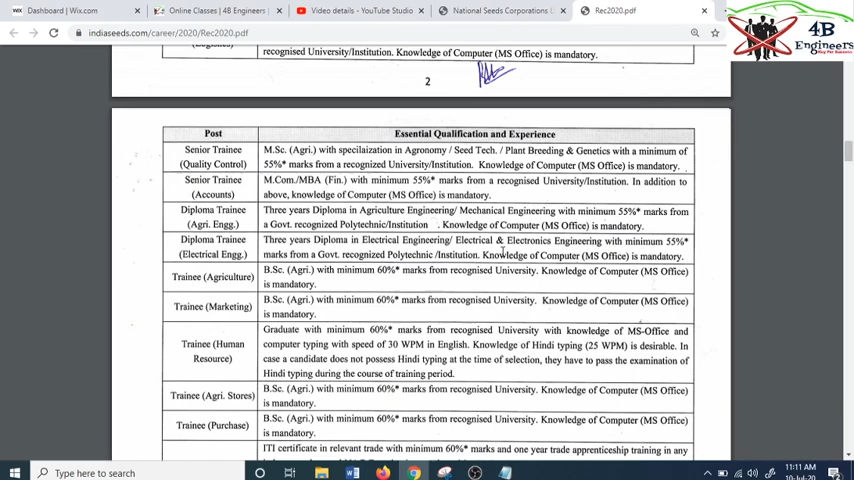 Dashboard | Wix.com
Online Classes | 4B Engineers |
Video details - YouTube Studio
National Seeds Corporations L
Rec2020.pdf
indiaseeds.com/career/2020/Rec2020.pdf
4B
Engineers
recognised University/Institution. Knowledge of Computer (MS Office) is mandatory.
2
Post Essential Qualification and Experience
Senior Trainee M.Sc. (Agri.) with specilaization in Agronomy / Seed Tech. / Plant Breeding & Genetics with a minimum of
(Quality Control) 55%* marks from a recognized University/Institution. Knowledge of Computer (MS Office) is mandatory.
Senior Trainee M.Com./MBA (Fin.) with minimum 55%* marks from a recognised University/Institution. In addition to
(Accounts) above, knowledge of Computer (MS Office) is mandatory.
Diploma Trainee Three years Diploma in Agriculture Engineering/ Mechanical Engineering with minimum 55%* marks from
(Agri. Engg.) a Govt. recognized Polytechnic/Institution . Knowledge of Computer (MS Office) is mandatory.
Diploma Trainee Three years Diploma in Electrical Engineering/ Electrical & Electronics Engineering with minimum 55%*
(Electrical Engg.) marks from a Govt. recognized Polytechnic /Institution. Knowledge of Computer (MS Office) is mandatory.
Trainee (Agriculture) B.Sc. (Agri.) with minimum 60%* marks from recognised University. Knowledge of Computer (MS Office)
is mandatory.
Trainee (Marketing) B.Sc. (Agri.) with minimum 60%* marks from recognised University. Knowledge of Computer (MS Office)
is mandatory.
Graduate with minimum 60%* marks from recognised University with knowledge of MS-Office and
Trainee (Human computer typing with speed of 30 WPM in English. Knowledge of Hindi typing (25 WPM) is desirable. In
Resource) case a candidate does not possess Hindi typing at the time of selection, they have to pass the examination of
Hindi typing during the course of training period.
Trainee (Agri. Stores) B.Sc. (Agri.) with minimum 60%* marks from recognised University. Knowledge of Computer (MS Office)
is mandatory.
Trainee (Purchase) B.Sc. (Agri.) with minimum 60%* marks from recognised University. Knowledge of Computer (MS Office)
is mandatory.
ITI certificate in relevant trade with minimum 60%* marks and one year trade apprenticeship training in any
Type here to search
11:11 AM
10-Jul-20